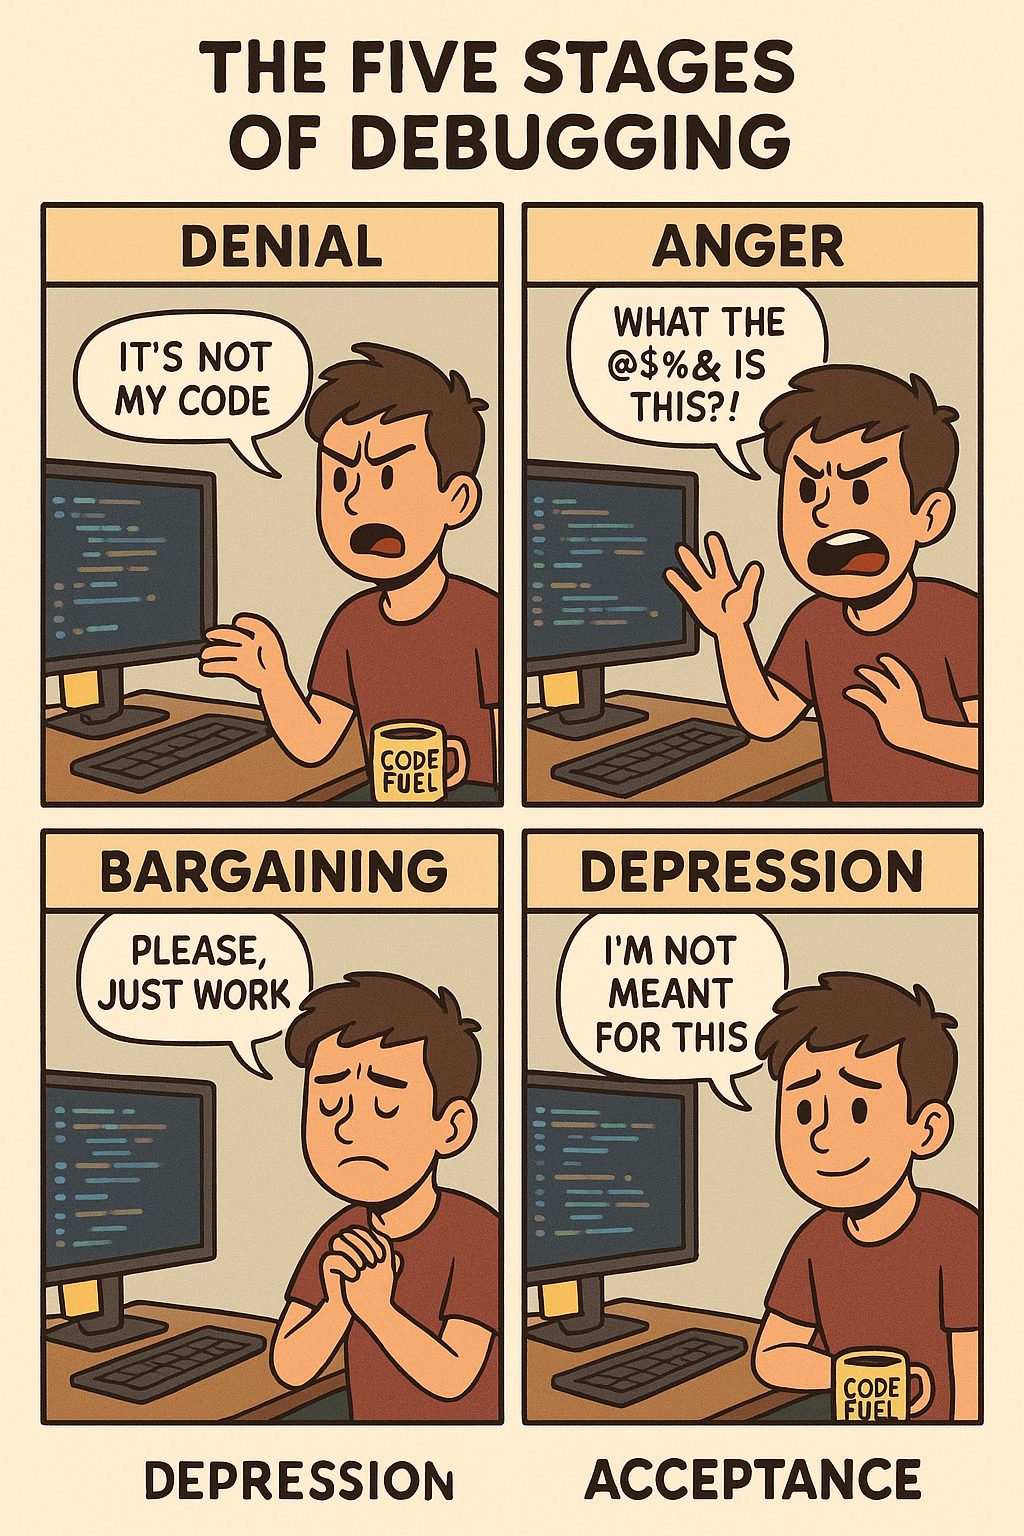 THE FIVE STAGES
OF DEBUGGING
DENIAL
IT'S NOT
MY CODE
CODE
FUEL
ANGER
WHAT THE
@$%& IS
THIS?!
BARGAINING
PLEASE,
JUST WORK
DEPRESSION
I'M NOT
MEANT
FOR THIS
CODE
FUEL
DEPRESSION
ACCEPTANCE